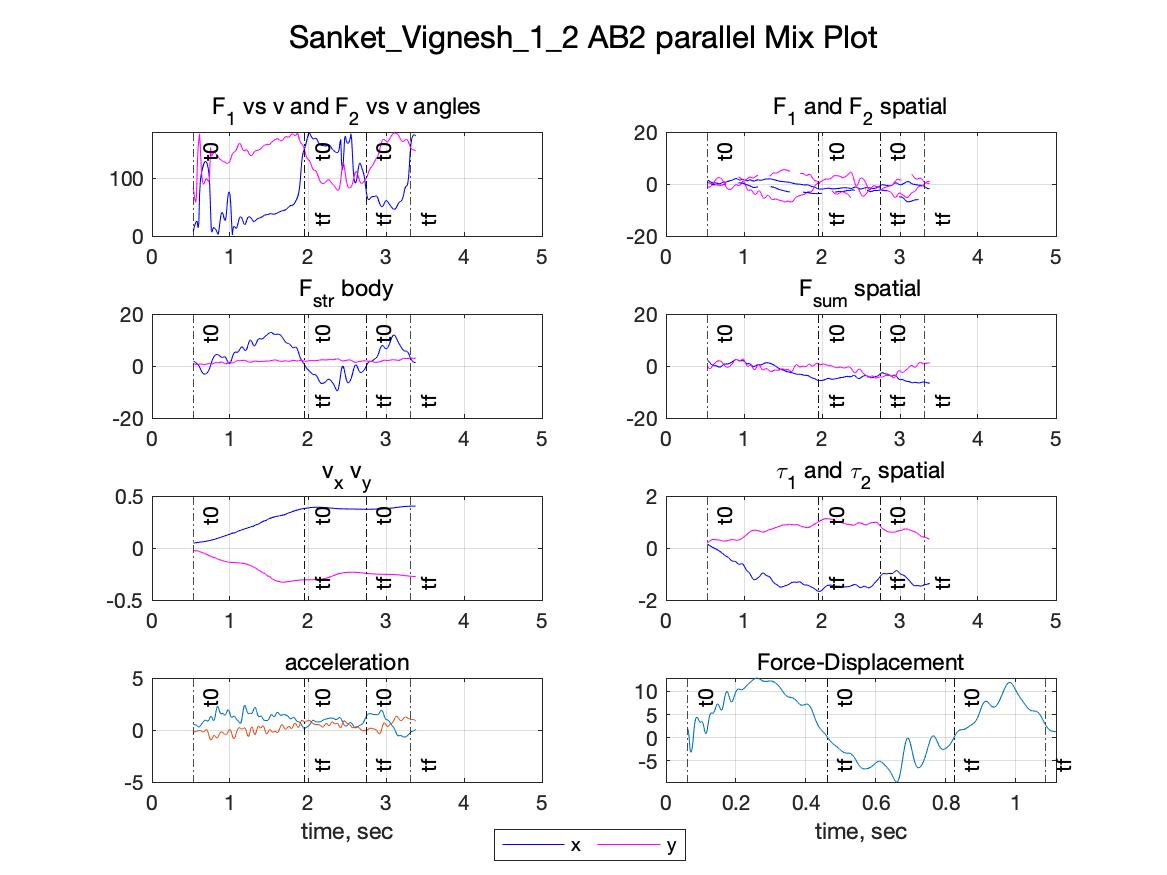 Sanket_Vignesh_1_2 AB2 parallel Mix Plot
F1 vs v and F2 vs v angles
100
0
t0 t0 t0
tf tf tf
0 1 2 3 4 5
F1 and F2 spatial
20
0
-20
t0 t0 t0
tf tf tf
0 1 2 3 4 5
Fstr body
20
0
-20
t0 t0 t0
tf tf tf
0 1 2 3 4 5
Fsum spatial
20
0
-20
t0 t0 t0
tf tf tf
0 1 2 3 4 5
vx vy
0.5
0
-0.5
t0 t0 t0
tf tf tf
0 1 2 3 4 5
τ1 and τ2 spatial
2
0
-2
t0 t0 t0
tf tf tf
0 1 2 3 4 5
acceleration
5
0
-5
t0 t0 t0
tf tf tf
0 1 2 3 4 5
time, sec
Force-Displacement
10
5
0
-5
t0 t0 t0
tf tf tf
0 0.2 0.4 0.6 0.8 1
time, sec
x y